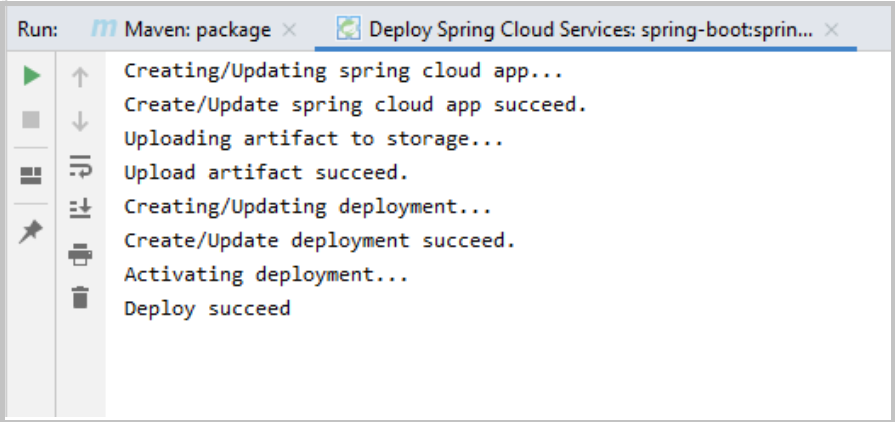 Run: m Maven: package × Deploy Spring Cloud Services: spring-boot:sprin... ×
Creating/Updating spring cloud app...
Create/Update spring cloud app succeed.
Uploading artifact to storage...
Upload artifact succeed.
Creating/Updating deployment...
Create/Update deployment succeed.
Activating deployment...
Deploy succeed